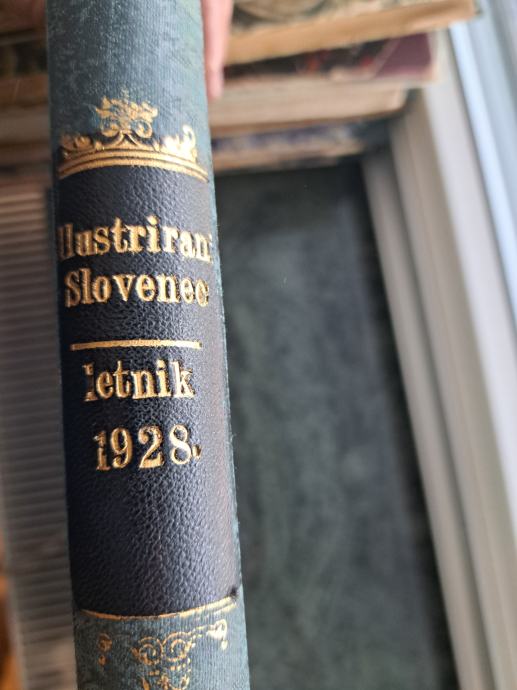 Ilustrirani
Slovenec
letnik
1928.